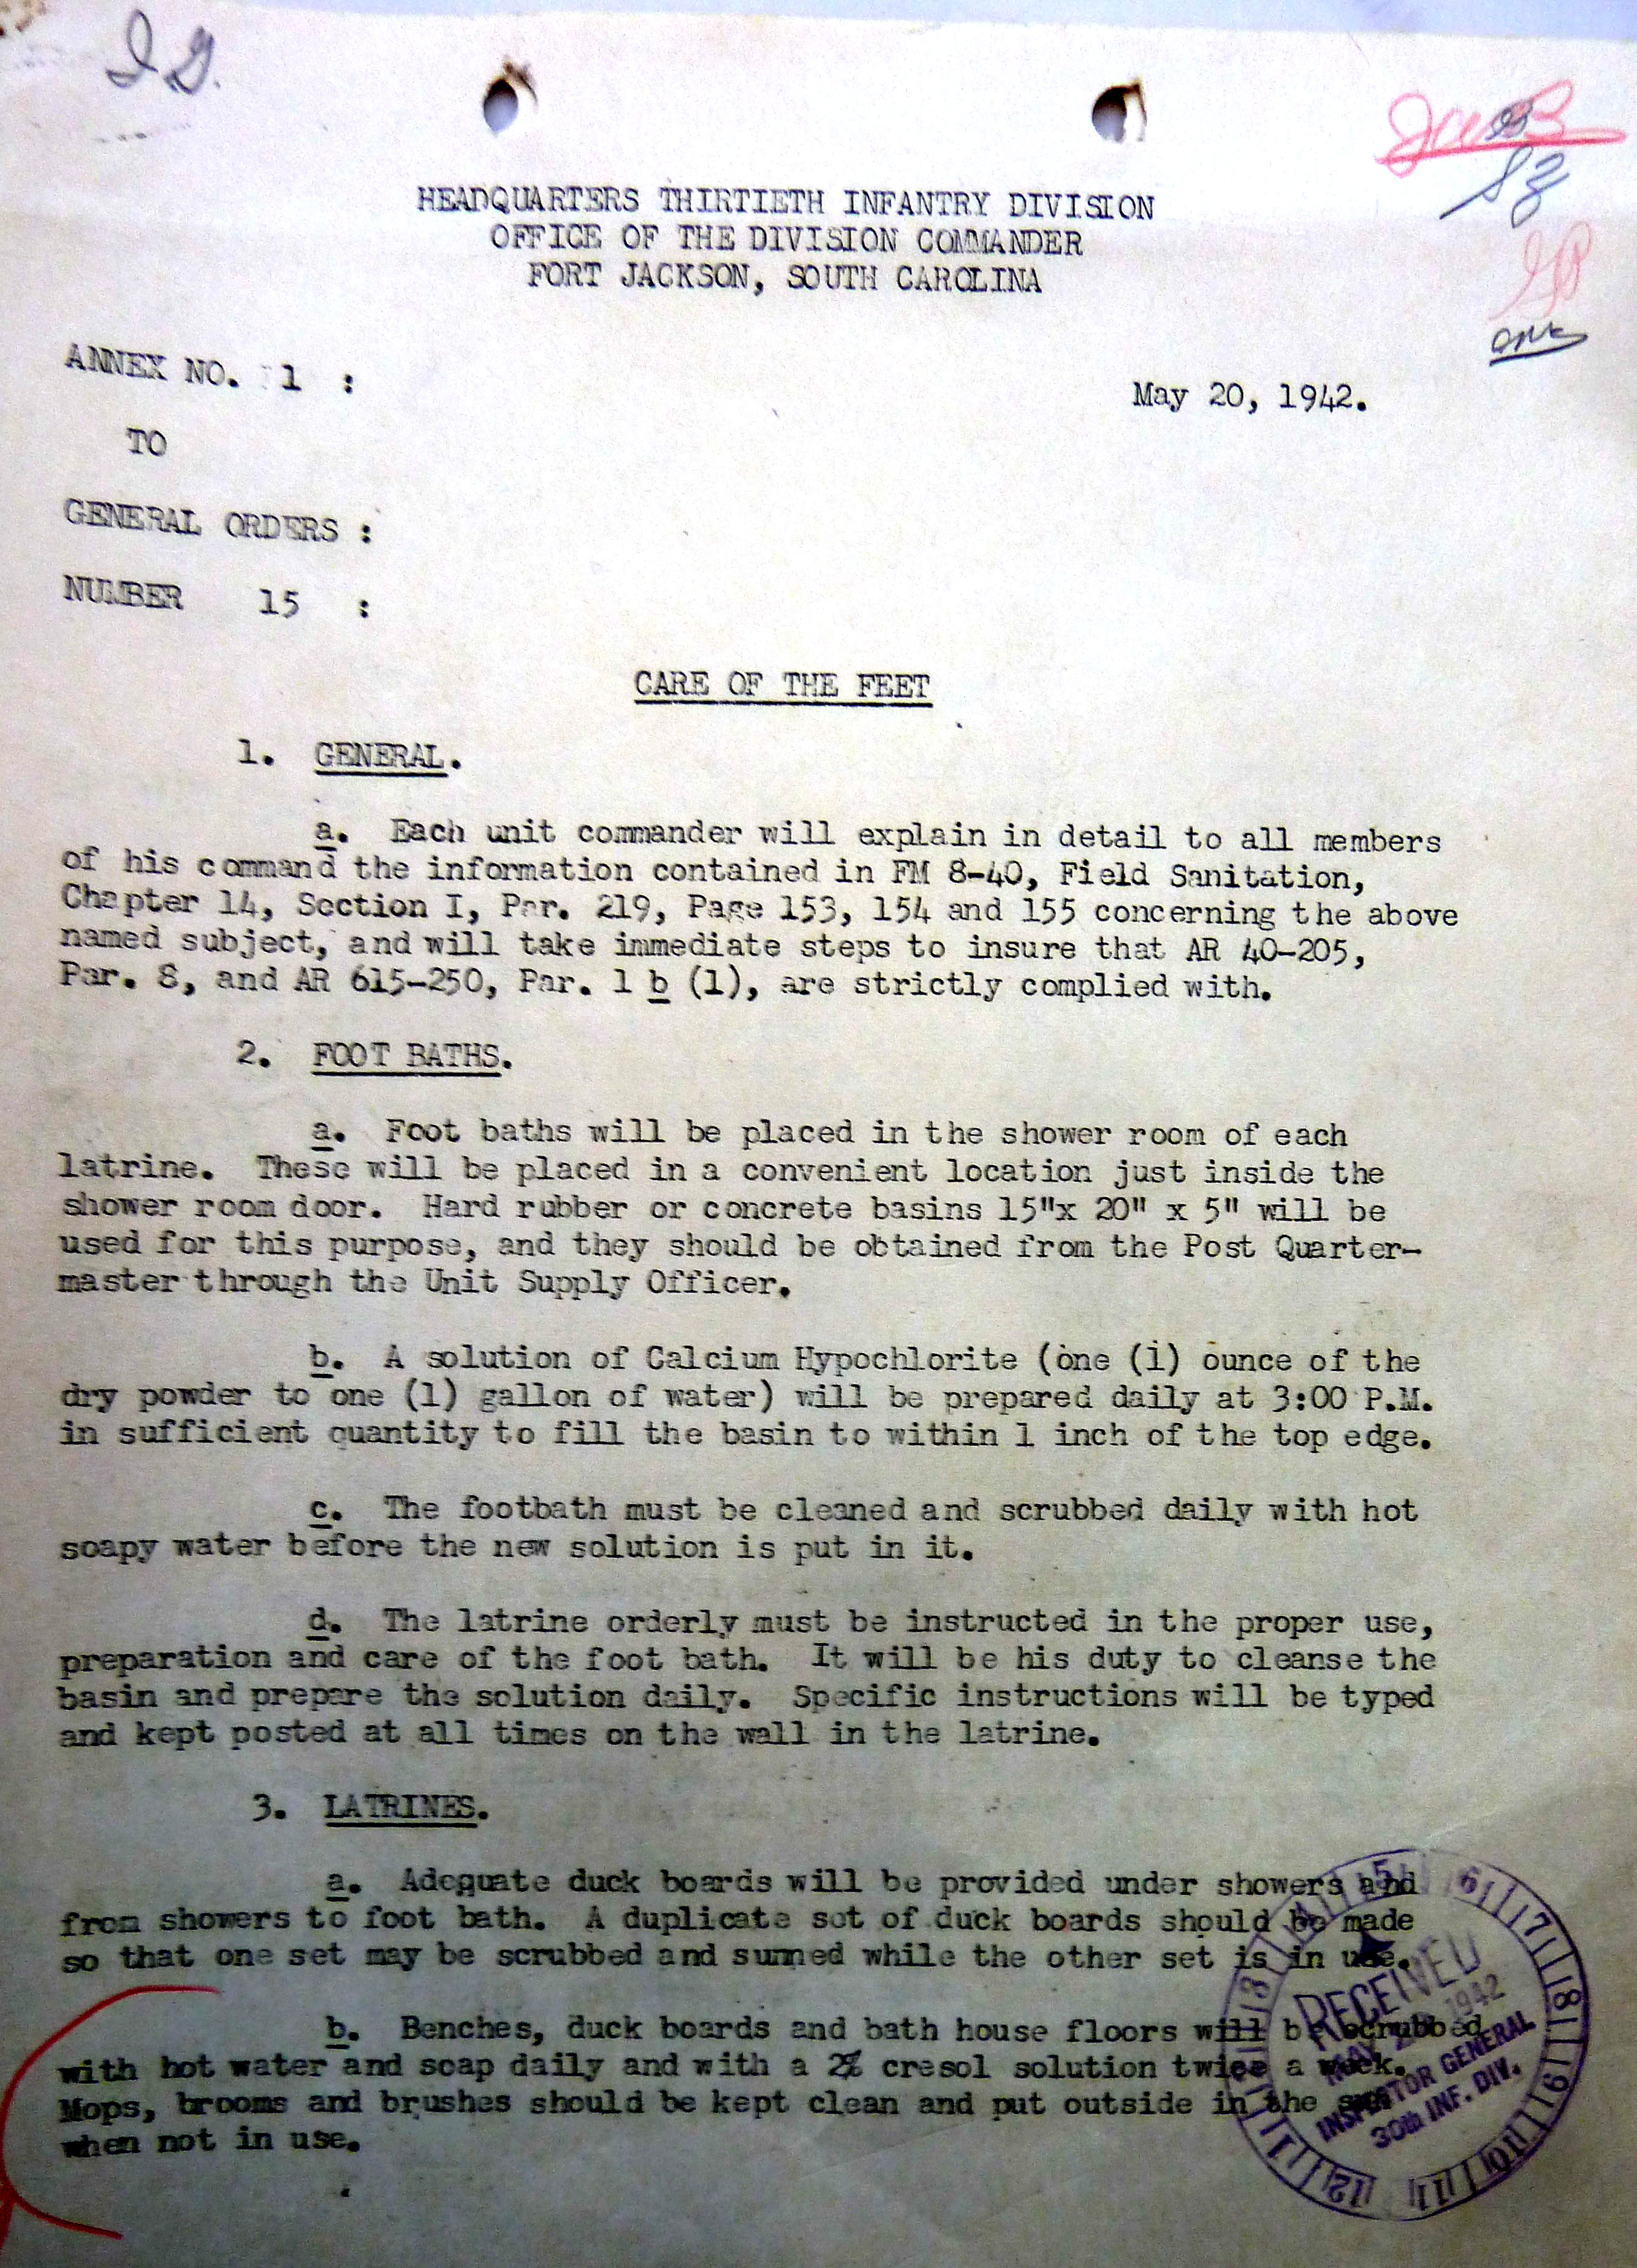 I.G.
HEADQUARTERS THIRTIETH INFANTRY DIVISION
OFFICE OF THE DIVISION COMMANDER
FORT JACKSON, SOUTH CAROLINA
ANNEX NO. 1 :
May 20, 1942.
TO
GENERAL ORDERS :
NUMBER 15 :
CARE OF THE FEET
1. GENERAL.
a. Each unit commander will explain in detail to all members
of his command the information contained in FM 8-40, Field Sanitation,
Chapter 14, Section I, Par. 219, Page 153, 154 and 155 concerning the above
named subject, and will take immediate steps to insure that AR 40-205,
Par. 8, and AR 615-250, Par. 1 b (1), are strictly complied with.
2. FOOT BATHS.
a. Foot baths will be placed in the shower room of each
latrine. These will be placed in a convenient location just inside the
shower room door. Hard rubber or concrete basins 15"x 20" x 5" will be
used for this purpose, and they should be obtained from the Post Quarter-
master through the Unit Supply Officer.
b. A solution of Calcium Hypochlorite (one (1) ounce of the
dry powder to one (1) gallon of water) will be prepared daily at 3:00 P.M.
in sufficient quantity to fill the basin to within 1 inch of the top edge.
c. The footbath must be cleaned and scrubbed daily with hot
soapy water before the new solution is put in it.
d. The latrine orderly must be instructed in the proper use,
preparation and care of the foot bath. It will be his duty to cleanse the
basin and prepare the solution daily. Specific instructions will be typed
and kept posted at all times on the wall in the latrine.
3. LATRINES.
a. Adequate duck boards will be provided under showers and
from showers to foot bath. A duplicate set of duck boards should be made
so that one set may be scrubbed and sunned while the other set is in use.
b. Benches, duck boards and bath house floors will be scrubbed
with hot water and soap daily and with a 2% cresol solution twice a week.
Mops, brooms and brushes should be kept clean and put outside in the sun
when not in use.
RECEIVED
MAY 1942
INSPECTOR GENERAL
30th INF. DIV.